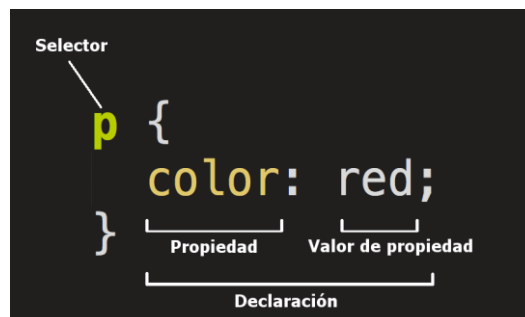 Selector
p {
color: red;
}
Propiedad
Valor de propiedad
Declaración